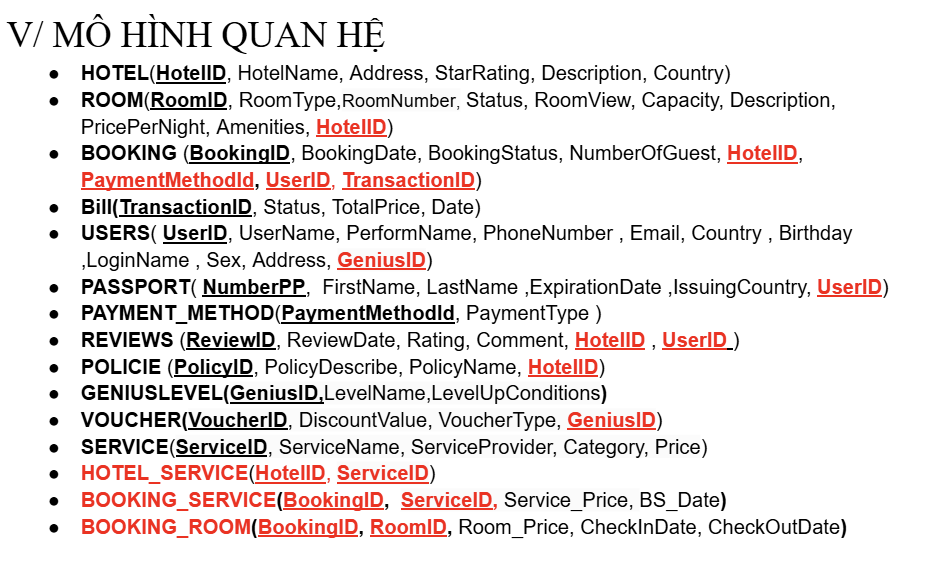 V/ MÔ HÌNH QUAN HỆ
● HOTEL(HotelID, HotelName, Address, StarRating, Description, Country)
● ROOM(RoomID, RoomType,RoomNumber, Status, RoomView, Capacity, Description,
PricePerNight, Amenities, HotelID)
● BOOKING (BookingID, BookingDate, BookingStatus, NumberOfGuest, HotelID,
PaymentMethodId, UserID, TransactionID)
● Bill(TransactionID, Status, TotalPrice, Date)
● USERS( UserID, UserName, PerformName, PhoneNumber , Email, Country , Birthday
,LoginName , Sex, Address, GeniusID)
● PASSPORT( NumberPP, FirstName, LastName ,ExpirationDate ,IssuingCountry, UserID)
● PAYMENT_METHOD(PaymentMethodId, PaymentType )
● REVIEWS (ReviewID, ReviewDate, Rating, Comment, HotelID , UserID )
● POLICIE (PolicyID, PolicyDescribe, PolicyName, HotelID)
● GENIUSLEVEL(GeniusID,LevelName,LevelUpConditions)
● VOUCHER(VoucherID, DiscountValue, VoucherType, GeniusID)
● SERVICE(ServiceID, ServiceName, ServiceProvider, Category, Price)
● HOTEL_SERVICE(HotelID, ServiceID)
● BOOKING_SERVICE(BookingID, ServiceID, Service_Price, BS_Date)
● BOOKING_ROOM(BookingID, RoomID, Room_Price, CheckInDate, CheckOutDate)